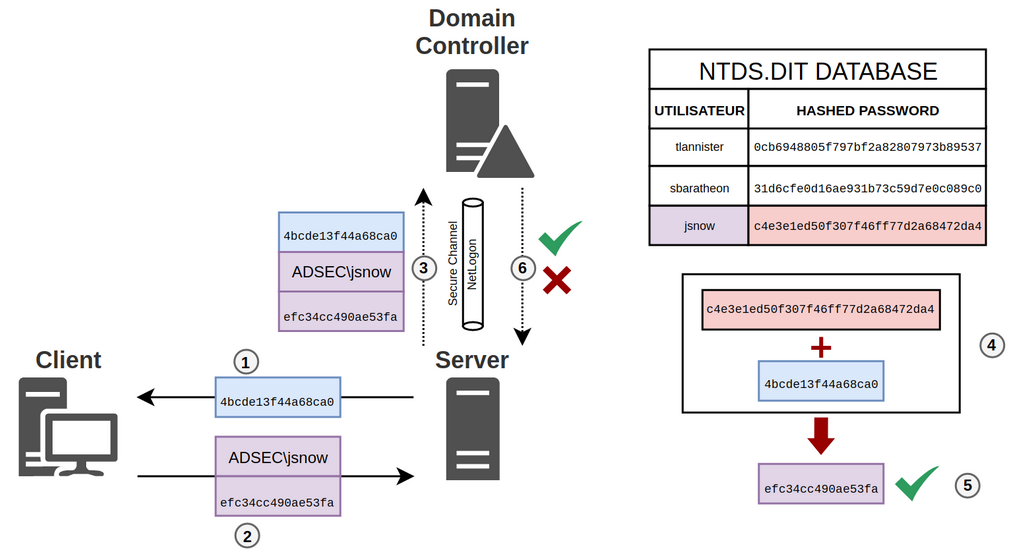 Domain
Controller
NTDS.DIT DATABASE
UTILISATEUR HASHED PASSWORD
tlannister 0cb6948805f797bf2a82807973b89537
sbaratheon 31d6cfe0d16ae931b73c59d7e0c089c0
jsnow c4e3e1ed50f307f46ff77d2a68472da4
4bcde13f44a68ca0
ADSEC\jsnow
efc34cc490ae53fa
3
Secure Channel
NetLogon
6
c4e3e1ed50f307f46ff77d2a68472da4
+
4bcde13f44a68ca0
4
efc34cc490ae53fa
5
Client
Server
1
4bcde13f44a68ca0
ADSEC\jsnow
efc34cc490ae53fa
2